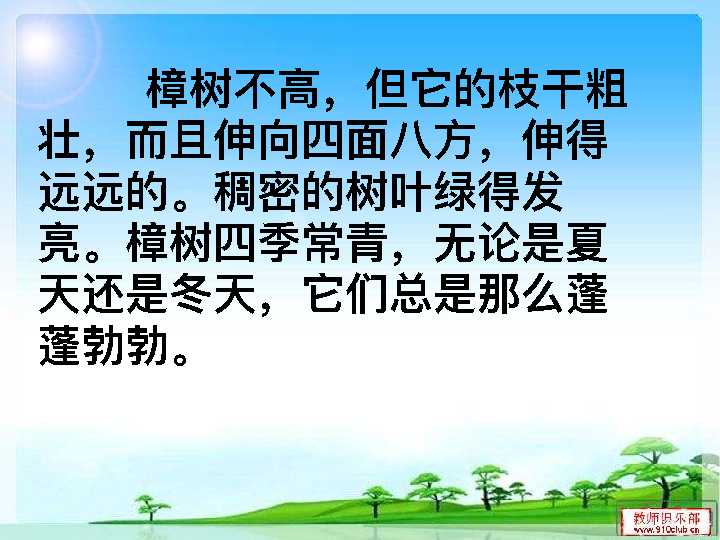 樟树不高，但它的枝干粗
壮，而且伸向四面八方，伸得
远远的。稠密的树叶绿得发
亮。樟树四季常青，无论是夏
天还是冬天，它们总是那么蓬
蓬勃勃。
教师俱乐部
www.910club.cn